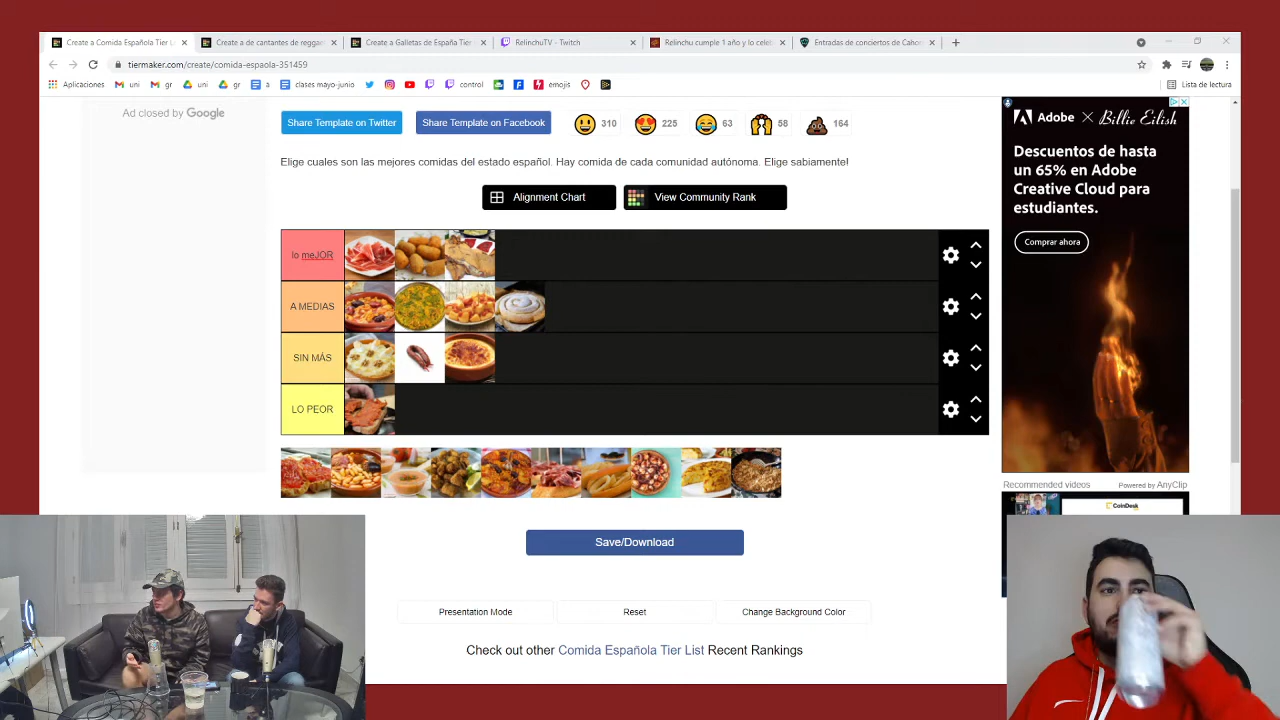 Create a Comida Española Tier L
Create a de cantantes de reggae
Create a Galletas de España Tier
RelinchuTV - Twitch
Relinchu cumple 1 año y lo celeb
Entradas de conciertos de Cahor
tiermaker.com/create/comida-espaola-351459
Aplicaciones
uni
gr
uni
gr
a
clases mayo-junio
control
emojis
Lista de lectura
Ad closed by Google
Share Template on Twitter
Share Template on Facebook
310
225
63
58
164
Elige cuales son las mejores comidas del estado español. Hay comida de cada comunidad autónoma. Elige sabiamente!
Alignment Chart
View Community Rank
lo meJOR
A MEDIAS
SIN MÁS
LO PEOR
Save/Download
Presentation Mode
Reset
Change Background Color
Check out other Comida Española Tier List Recent Rankings
Adobe × Billie Eilish
Descuentos de hasta
un 65% en Adobe
Creative Cloud para
estudiantes.
Comprar ahora
Recommended videos
Powered by AnyClip
CoinDesk